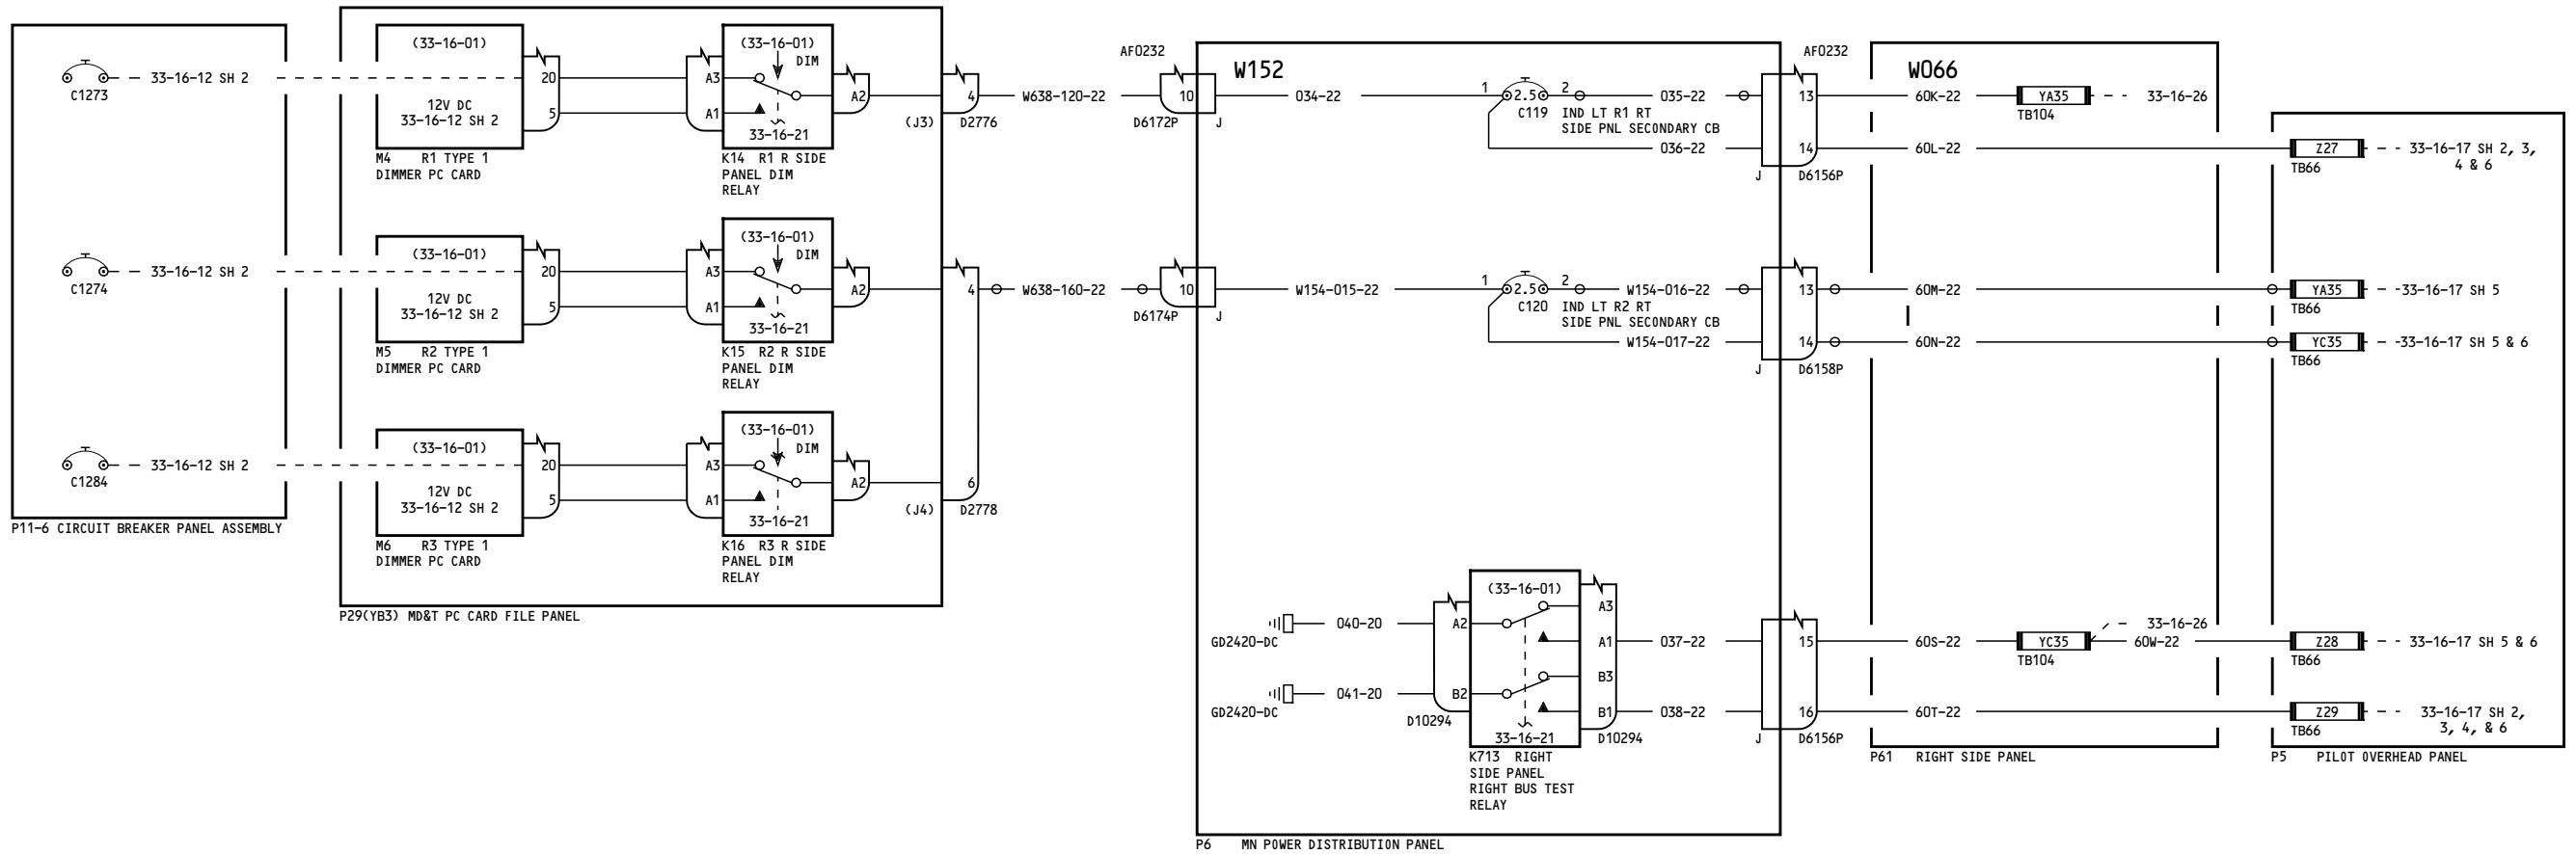 C1273
33-16-12 SH 2
P11-6 CIRCUIT BREAKER PANEL ASSEMBLY
C1274
33-16-12 SH 2
C1284
33-16-12 SH 2
(33-16-01)
12V DC
33-16-12 SH 2
20
5
M4 R1 TYPE 1
DIMMER PC CARD
A3
A1
(33-16-01)
DIM
33-16-21
A2
K14 R1 R SIDE
PANEL DIM
RELAY
4
(J3)
D2776
(33-16-01)
12V DC
33-16-12 SH 2
20
5
M5 R2 TYPE 1
DIMMER PC CARD
A3
A1
(33-16-01)
DIM
33-16-21
A2
K15 R2 R SIDE
PANEL DIM
RELAY
4
(33-16-01)
12V DC
33-16-12 SH 2
20
5
M6 R3 TYPE 1
DIMMER PC CARD
A3
A1
(33-16-01)
DIM
33-16-21
A2
K16 R3 R SIDE
PANEL DIM
RELAY
6
(J4)
D2778
P29(YB3) MD&T PC CARD FILE PANEL
W638-120-22
AF0232
10
D6172P
J
W638-160-22
10
D6174P
J
W152
034-22
1
2.5
2
C119
IND LT R1 RT
SIDE PNL SECONDARY CB
035-22
036-22
AF0232
13
14
J
D6156P
W154-015-22
1
2.5
2
C120
IND LT R2 RT
SIDE PNL SECONDARY CB
W154-016-22
W154-017-22
13
14
J
D6158P
GD2420-DC
040-20
GD2420-DC
041-20
A2
B2
D10294
(33-16-01)
33-16-21
A3
A1
B3
B1
D10294
K713 RIGHT
SIDE PANEL
RIGHT BUS TEST
RELAY
037-22
038-22
15
16
J
D6156P
P6 MN POWER DISTRIBUTION PANEL
W066
60K-22
YA35
TB104
33-16-26
60L-22
60M-22
60N-22
60S-22
YC35
TB104
33-16-26
60W-22
60T-22
P61 RIGHT SIDE PANEL
Z27
TB66
33-16-17 SH 2, 3,
4 & 6
YA35
TB66
33-16-17 SH 5
YC35
TB66
33-16-17 SH 5 & 6
Z28
TB66
33-16-17 SH 5 & 6
Z29
TB66
33-16-17 SH 2,
3, 4, & 6
P5 PILOT OVERHEAD PANEL